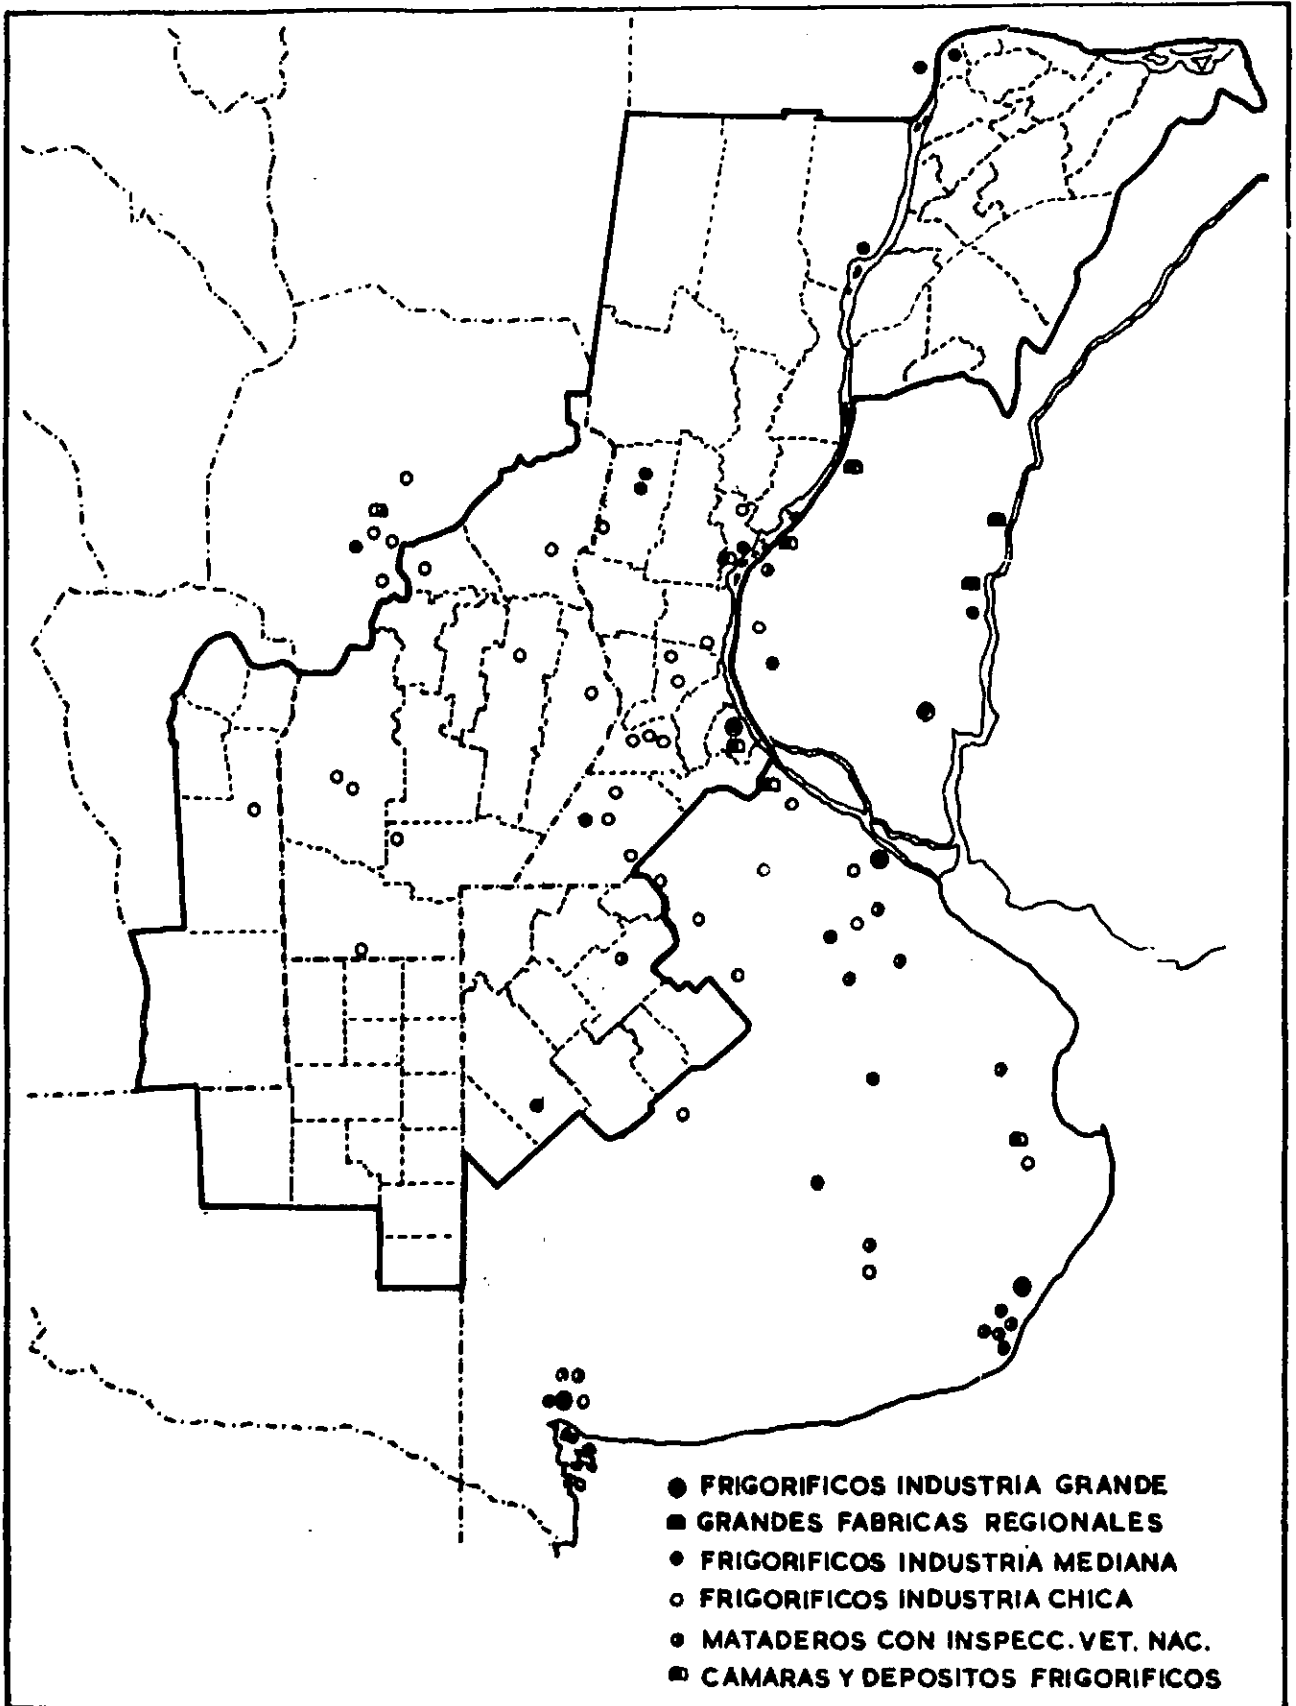 FRIGORIFICOS INDUSTRIA GRANDE
GRANDES FABRICAS REGIONALES
FRIGORIFICOS INDUSTRIA MEDIANA
FRIGORIFICOS INDUSTRIA CHICA
MATADEROS CON INSPECC. VET. NAC.
CAMARAS Y DEPOSITOS FRIGORIFICOS